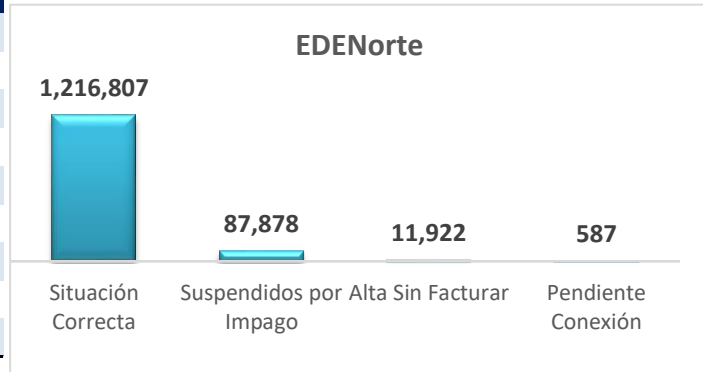 EDENorte
1,216,807
87,878
11,922
587
Situación
Correcta
Suspendidos por
Impago
Alta Sin Facturar
Pendiente
Conexión